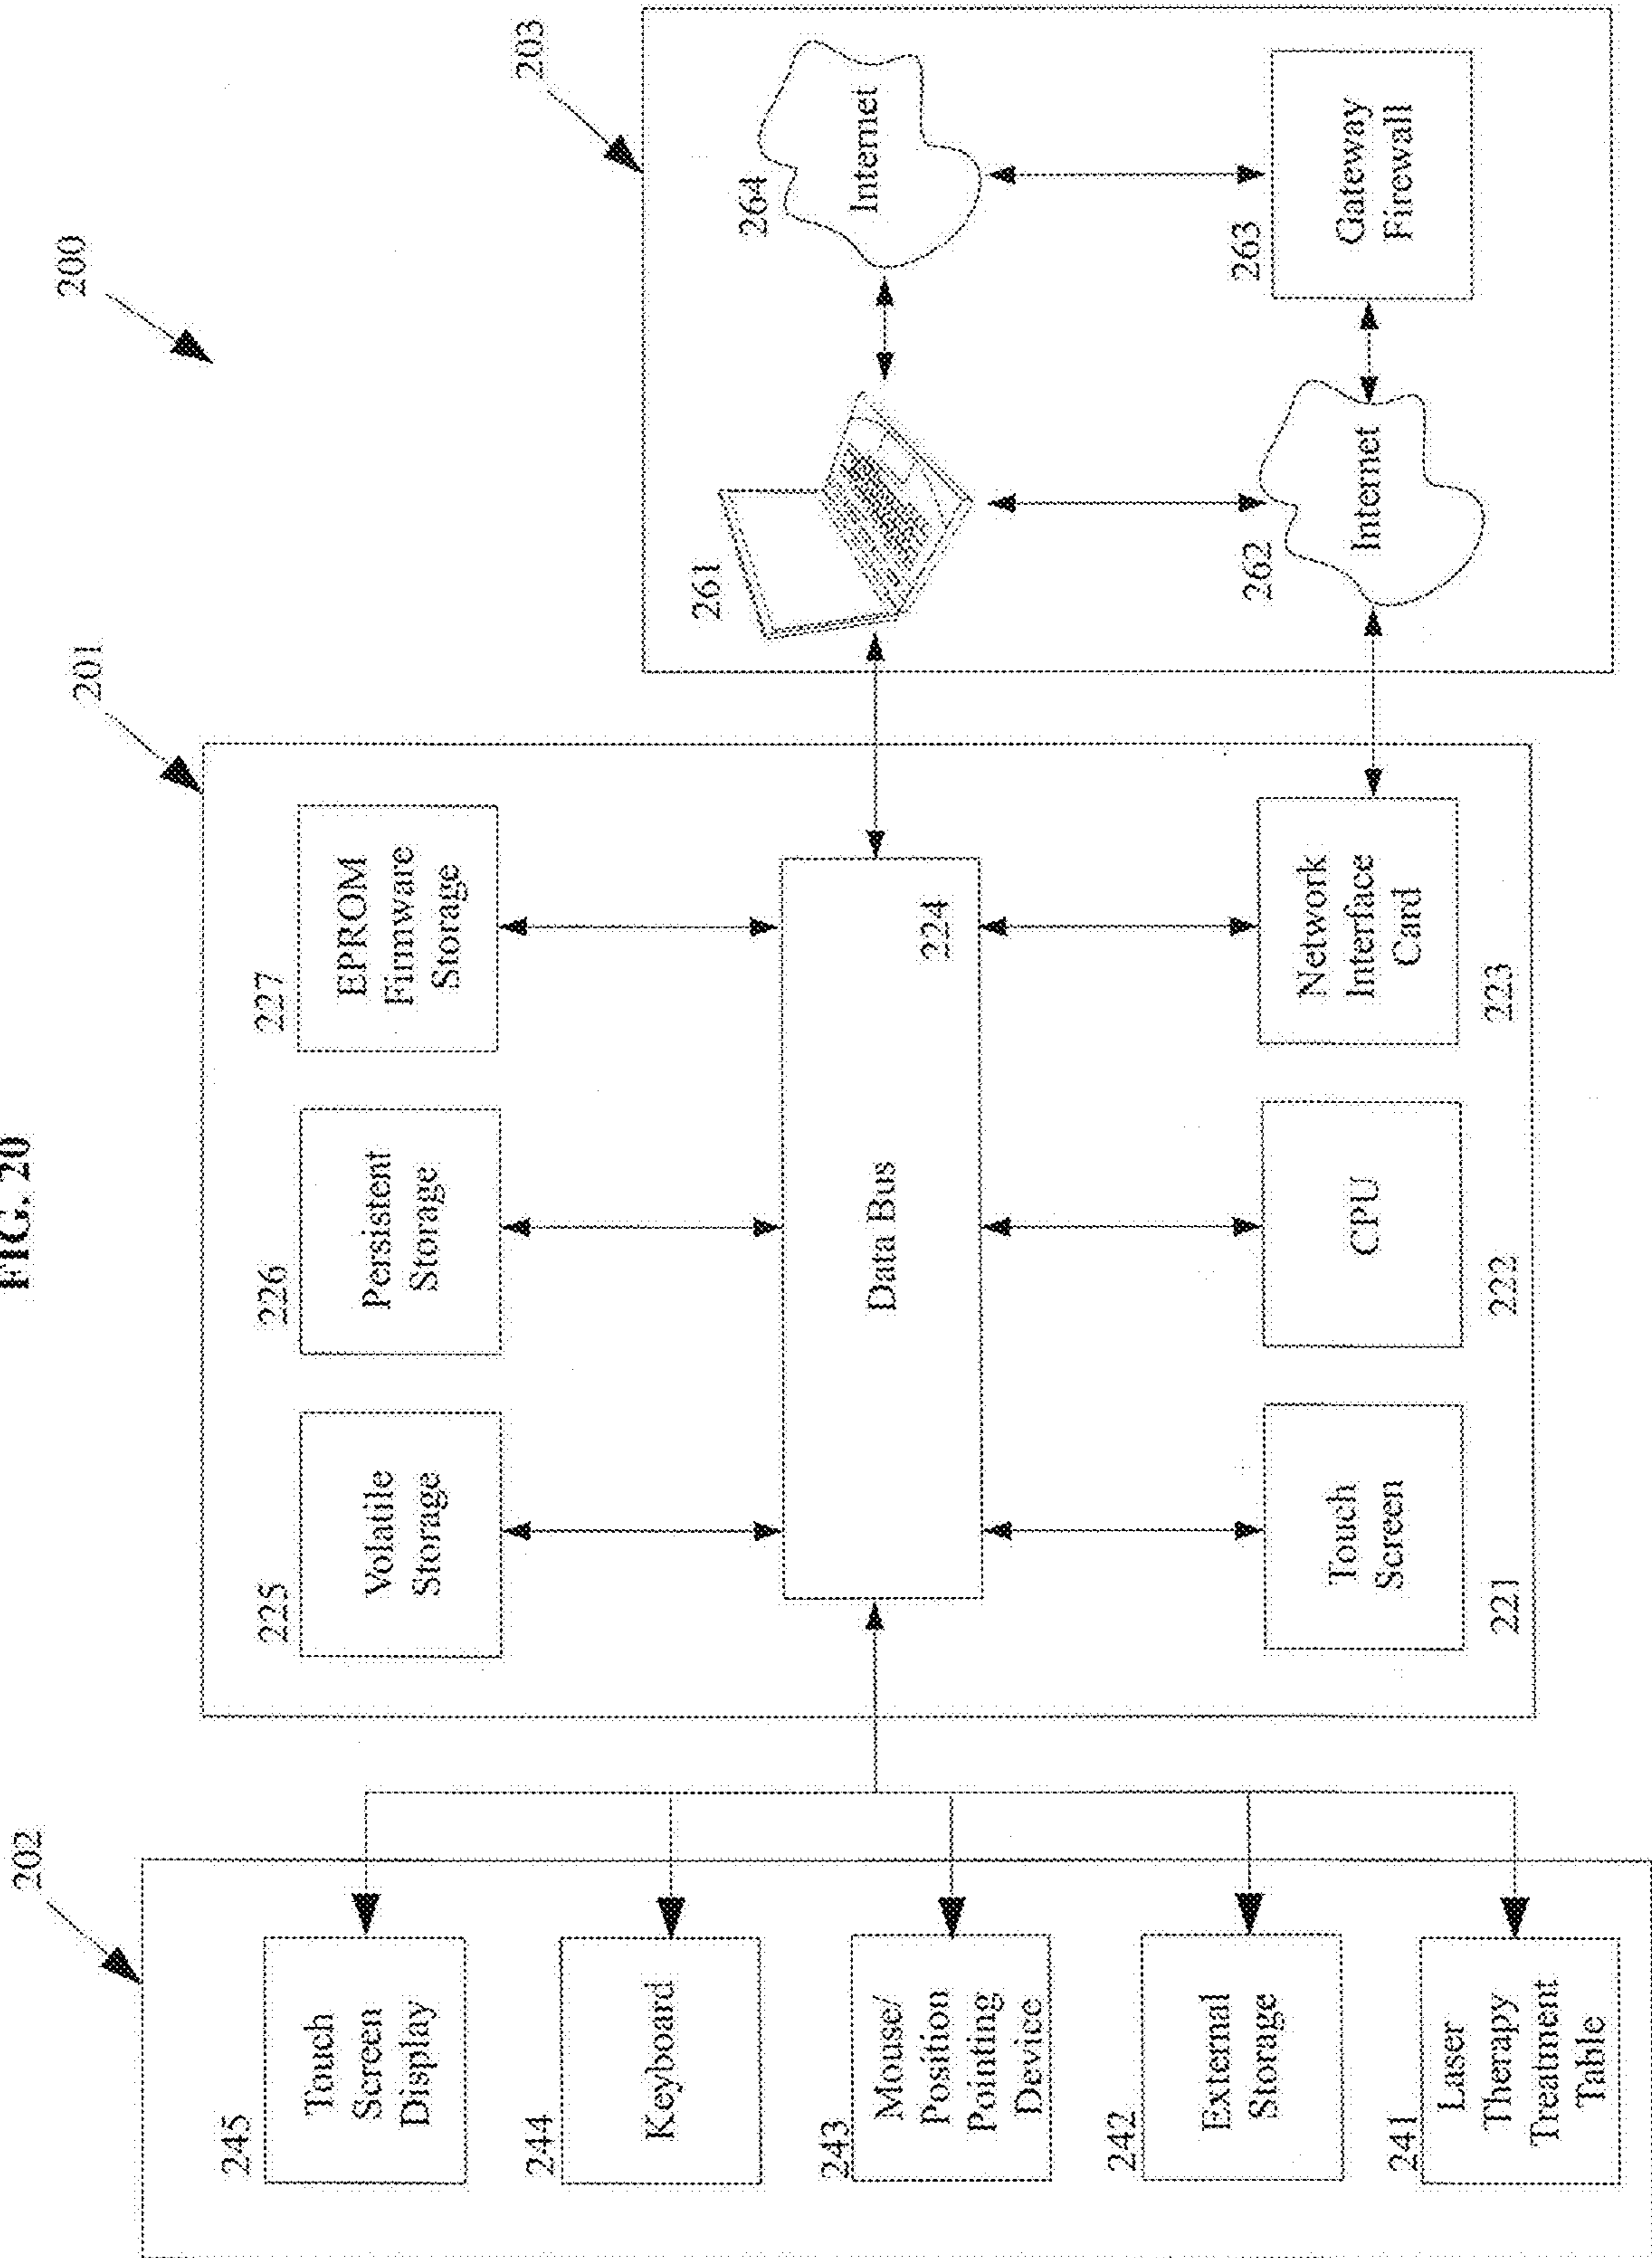 FIG. 20
200
202
201
203
245
Touch
Screen
Display
244
Keyboard
243
Mouse/
Position
Pointing
Device
242
External
Storage
241
Laser
Therapy
Treatment
Table
225
Volatile
Storage
226
Persistent
Storage
227
EPROM
Firmware
Storage
Data Bus
224
Touch
Screen
221
CPU
222
Network
Interface
Card
223
261
264
Internet
262
Internet
263
Gateway
Firewall